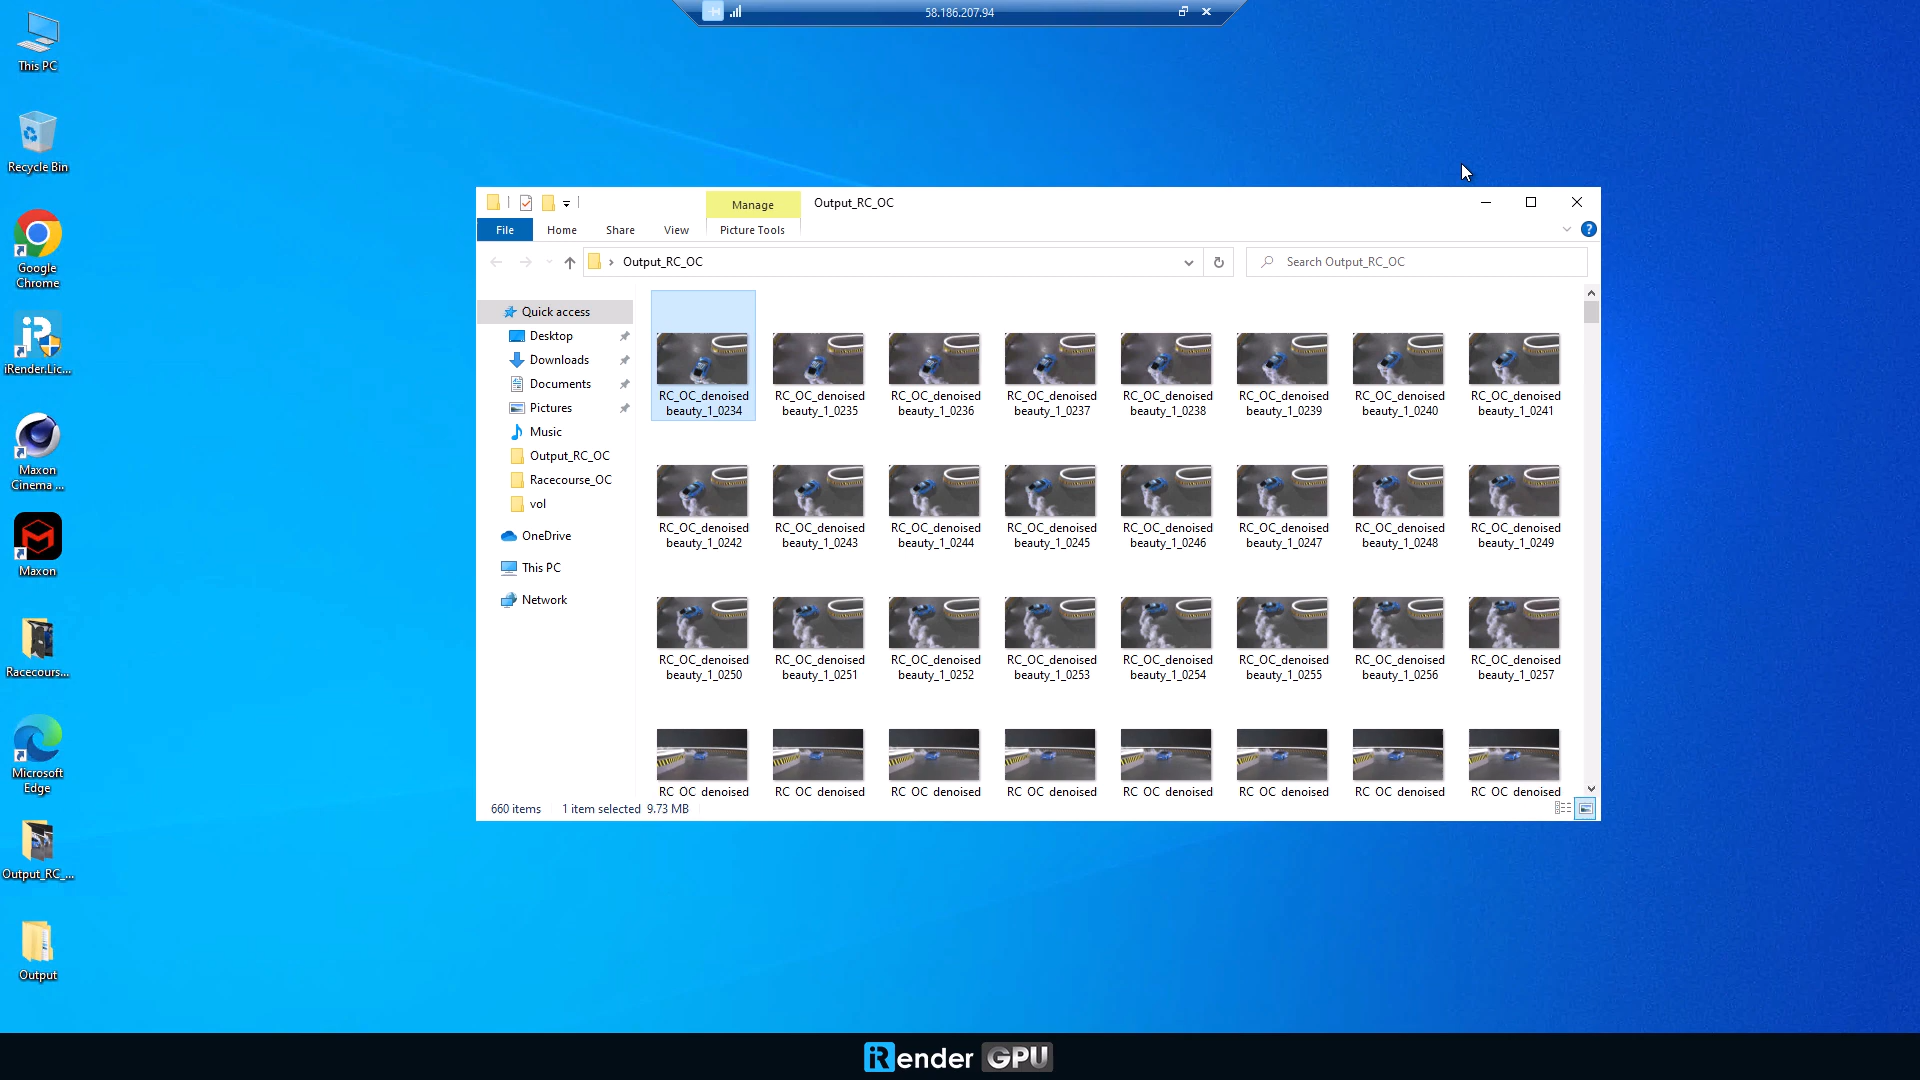 58.186.207.94
This PC
Recycle Bin
Google
Chrome
iRender.Lic...
Maxon
Cinema ...
Maxon
Racecours...
Microsoft
Edge
Output_RC_...
Output
Manage
Output_RC_OC
File
Home
Share
View
Picture Tools
Output_RC_OC
Search Output_RC_OC
Quick access
Desktop
Downloads
Documents
Pictures
Music
Output_RC_OC
Racecourse_OC
vol
OneDrive
This PC
Network
RC_OC_denoised
beauty_1_0234
RC_OC_denoised
beauty_1_0235
RC_OC_denoised
beauty_1_0236
RC_OC_denoised
beauty_1_0237
RC_OC_denoised
beauty_1_0238
RC_OC_denoised
beauty_1_0239
RC_OC_denoised
beauty_1_0240
RC_OC_denoised
beauty_1_0241
RC_OC_denoised
beauty_1_0242
RC_OC_denoised
beauty_1_0243
RC_OC_denoised
beauty_1_0244
RC_OC_denoised
beauty_1_0245
RC_OC_denoised
beauty_1_0246
RC_OC_denoised
beauty_1_0247
RC_OC_denoised
beauty_1_0248
RC_OC_denoised
beauty_1_0249
RC_OC_denoised
beauty_1_0250
RC_OC_denoised
beauty_1_0251
RC_OC_denoised
beauty_1_0252
RC_OC_denoised
beauty_1_0253
RC_OC_denoised
beauty_1_0254
RC_OC_denoised
beauty_1_0255
RC_OC_denoised
beauty_1_0256
RC_OC_denoised
beauty_1_0257
RC_OC_denoised
RC_OC_denoised
RC_OC_denoised
RC_OC_denoised
RC_OC_denoised
RC_OC_denoised
RC_OC_denoised
RC_OC_denoised
660 items
1 item selected 9.73 MB
iRender GPU